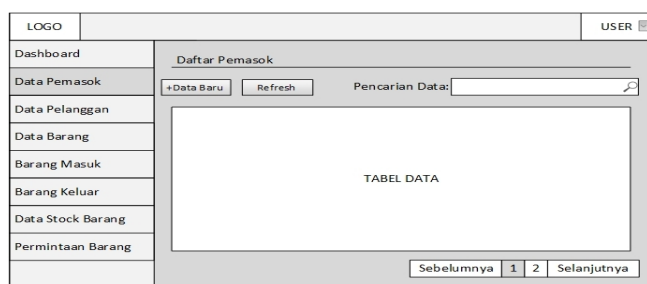 LOGO
USER
Dashboard
Data Pemasok
Data Pelanggan
Data Barang
Barang Masuk
Barang Keluar
Data Stock Barang
Permintaan Barang
Daftar Pemasok
+Data Baru
Refresh
Pencarian Data:
TABEL DATA
Sebelumnya 1 2 Selanjutnya